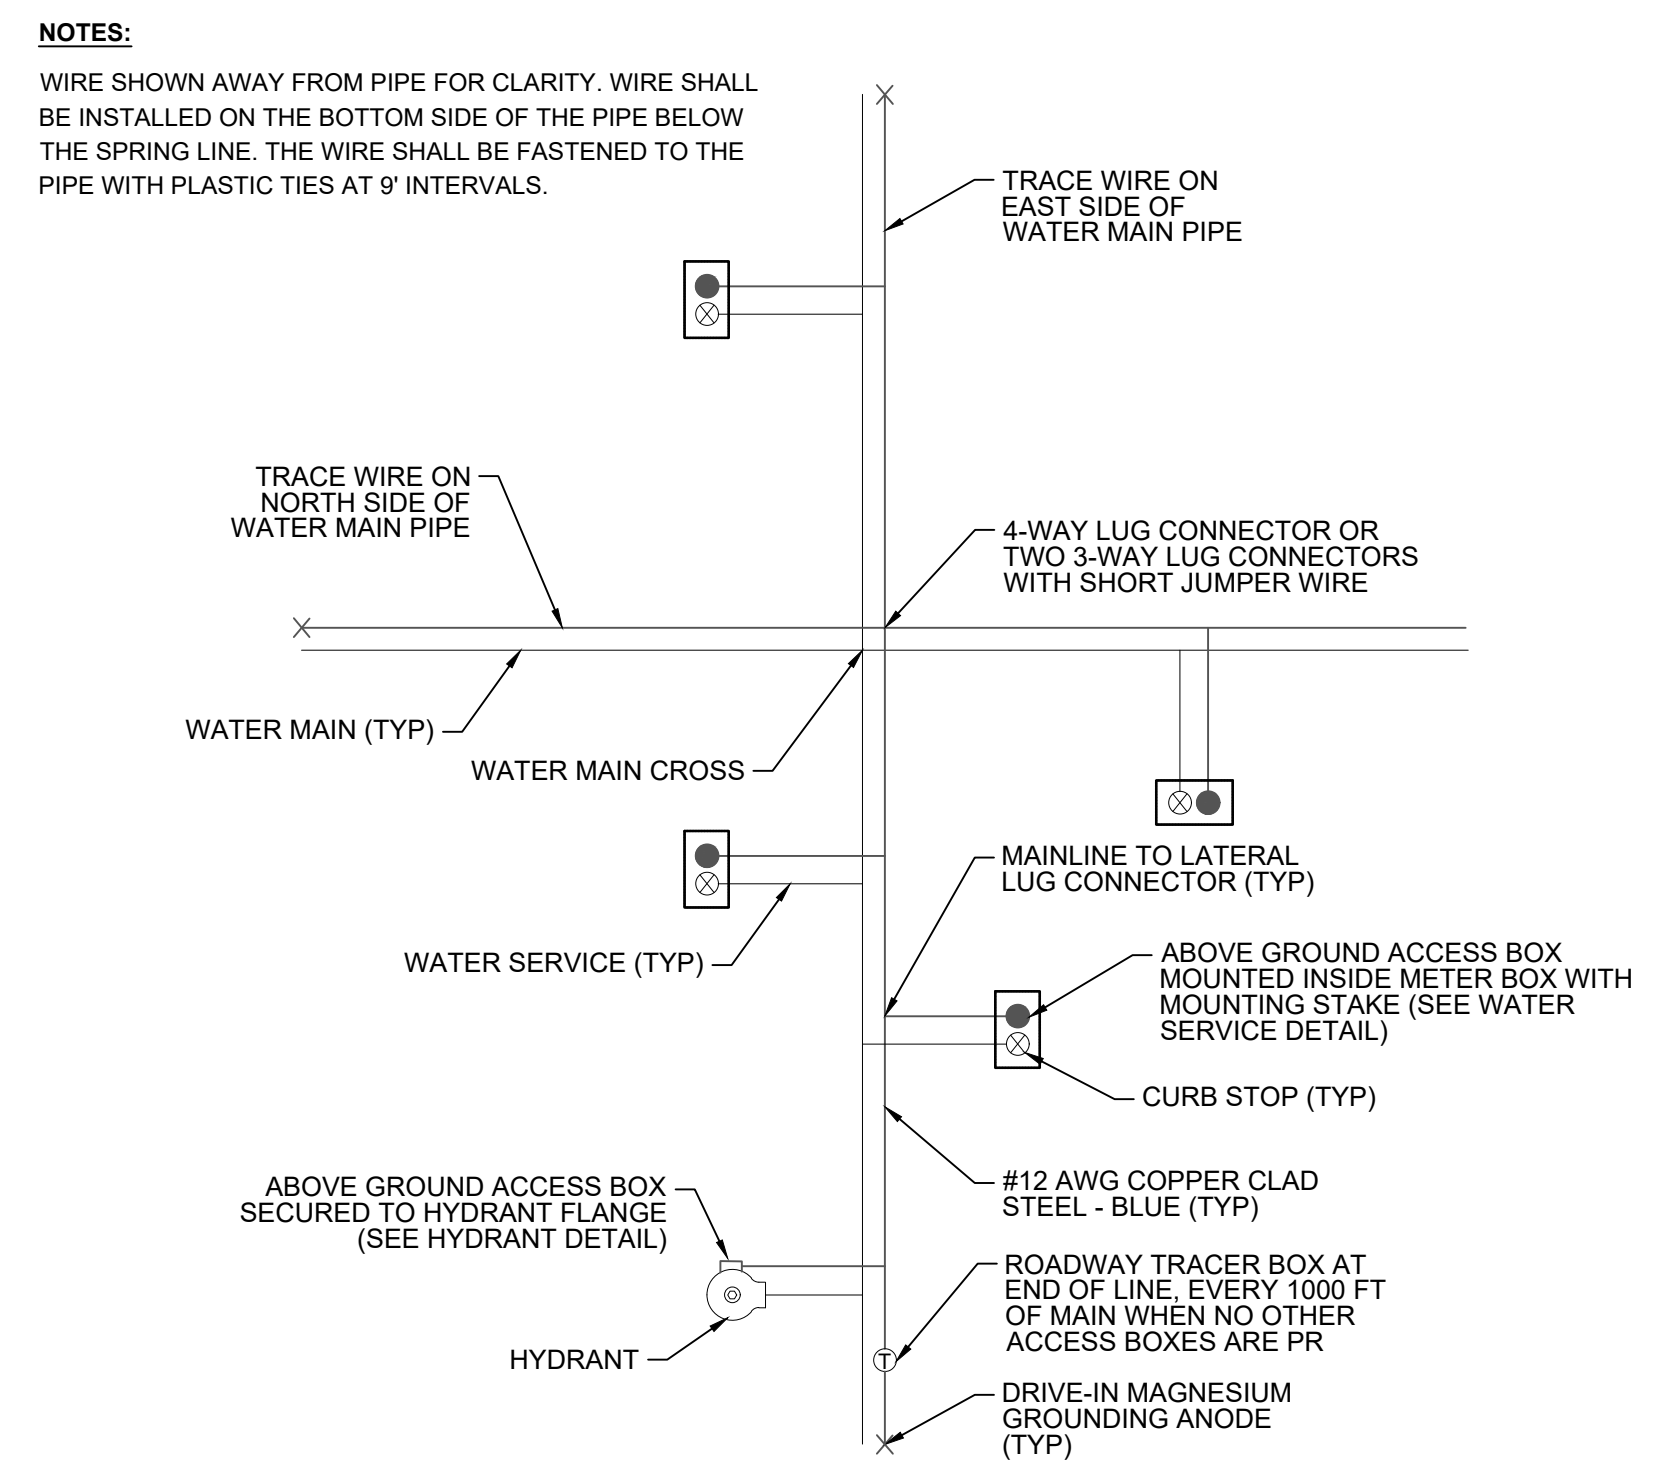 NOTES:
WIRE SHOWN AWAY FROM PIPE FOR CLARITY. WIRE SHALL
BE INSTALLED ON THE BOTTOM SIDE OF THE PIPE BELOW
THE SPRING LINE. THE WIRE SHALL BE FASTENED TO THE
PIPE WITH PLASTIC TIES AT 9' INTERVALS.
TRACE WIRE ON
EAST SIDE OF
WATER MAIN PIPE
TRACE WIRE ON
NORTH SIDE OF
WATER MAIN PIPE
4-WAY LUG CONNECTOR OR
TWO 3-WAY LUG CONNECTORS
WITH SHORT JUMPER WIRE
WATER MAIN (TYP)
WATER MAIN CROSS
MAINLINE TO LATERAL
LUG CONNECTOR (TYP)
WATER SERVICE (TYP)
ABOVE GROUND ACCESS BOX
MOUNTED INSIDE METER BOX WITH
MOUNTING STAKE (SEE WATER
SERVICE DETAIL)
CURB STOP (TYP)
#12 AWG COPPER CLAD
STEEL - BLUE (TYP)
ABOVE GROUND ACCESS BOX
SECURED TO HYDRANT FLANGE
(SEE HYDRANT DETAIL)
ROADWAY TRACER BOX AT
END OF LINE, EVERY 1000 FT
OF MAIN WHEN NO OTHER
ACCESS BOXES ARE PR
HYDRANT
T
DRIVE-IN MAGNESIUM
GROUNDING ANODE
(TYP)